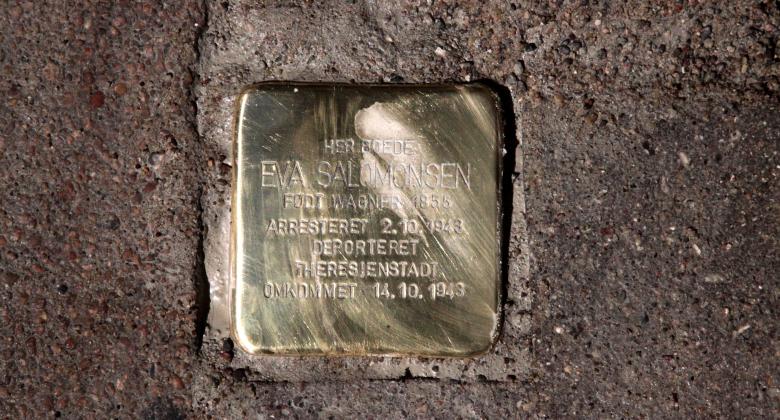 HER BOEDE
EVA SALOMONSEN
FØDT WAGNER 1855
ARRESTERET 2.10.1943
DEPORTERET
THERESIENSTADT
OMKOMMET 14.10.1943